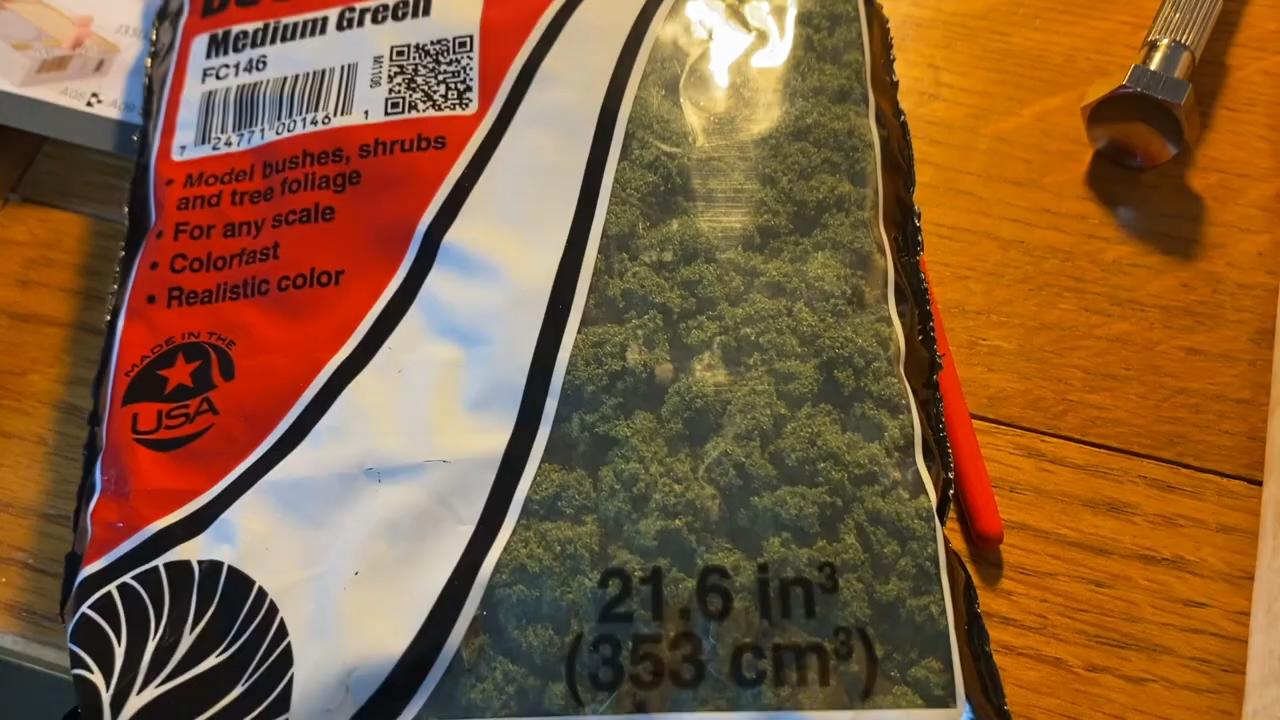 Medium Green
FC146
M1106
7 24771 00146 1
• Model bushes, shrubs
and tree foliage
• For any scale
• Colorfast
• Realistic color
MADE IN THE
USA
21.6 in³
(353 cm³)